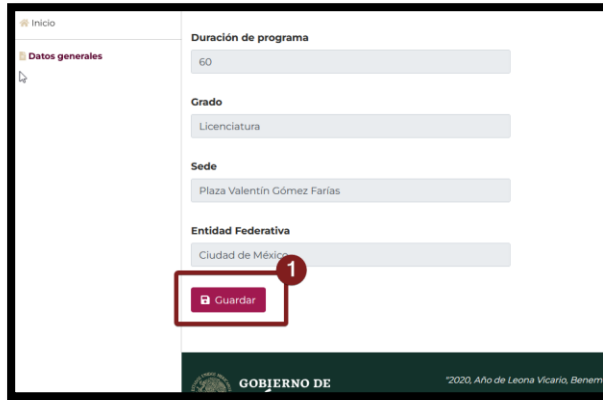 Inicio
Datos generales
Duración de programa
60
Grado
Licenciatura
Sede
Plaza Valentín Gómez Farías
Entidad Federativa
Ciudad de México
1
Guardar
GOBIERNO DE
"2020, Año de Leona Vicario, Benem